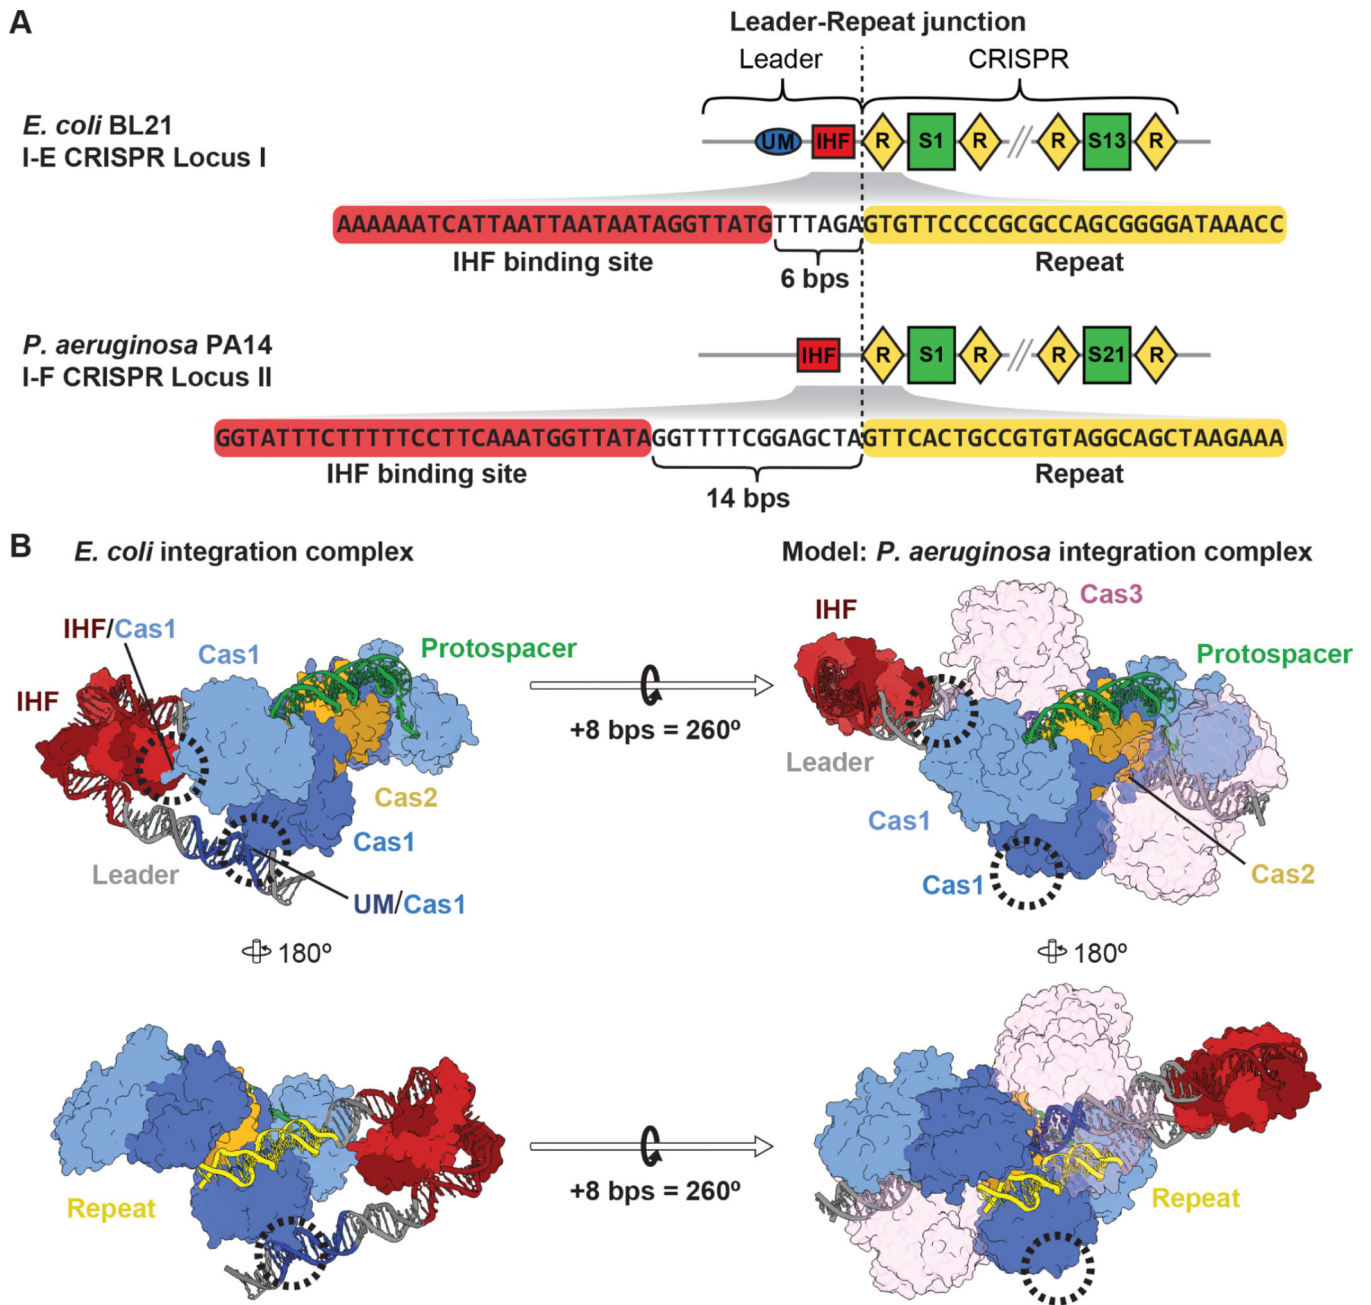 A
Leader-Repeat junction
Leader
CRISPR
E. coli BL21
I-E CRISPR Locus I
UM IHF R S1 R // R S13 R
AAAAAATCATTAATTAATAATAGGTTATGTTTAGAGTGTTCCCCGCGCCAGCGGGGATAAACC
IHF binding site
6 bps
Repeat
P. aeruginosa PA14
I-F CRISPR Locus II
IHF R S1 R // R S21 R
GGTATTTCTTTTTCCTTCAAATGGTTATAGGTTTTCGGAGCTAGTTCACTGCCGTGTAGGCAGCTAAGAAA
IHF binding site
14 bps
Repeat
B
E. coli integration complex
Model: P. aeruginosa integration complex
IHF/Cas1
Cas1
Protospacer
IHF
Cas2
Leader
Cas1
UM/Cas1
+8 bps = 260º
IHF
Cas3
Protospacer
Leader
Cas1
Cas1
Cas2
180º
180º
Repeat
+8 bps = 260º
Repeat